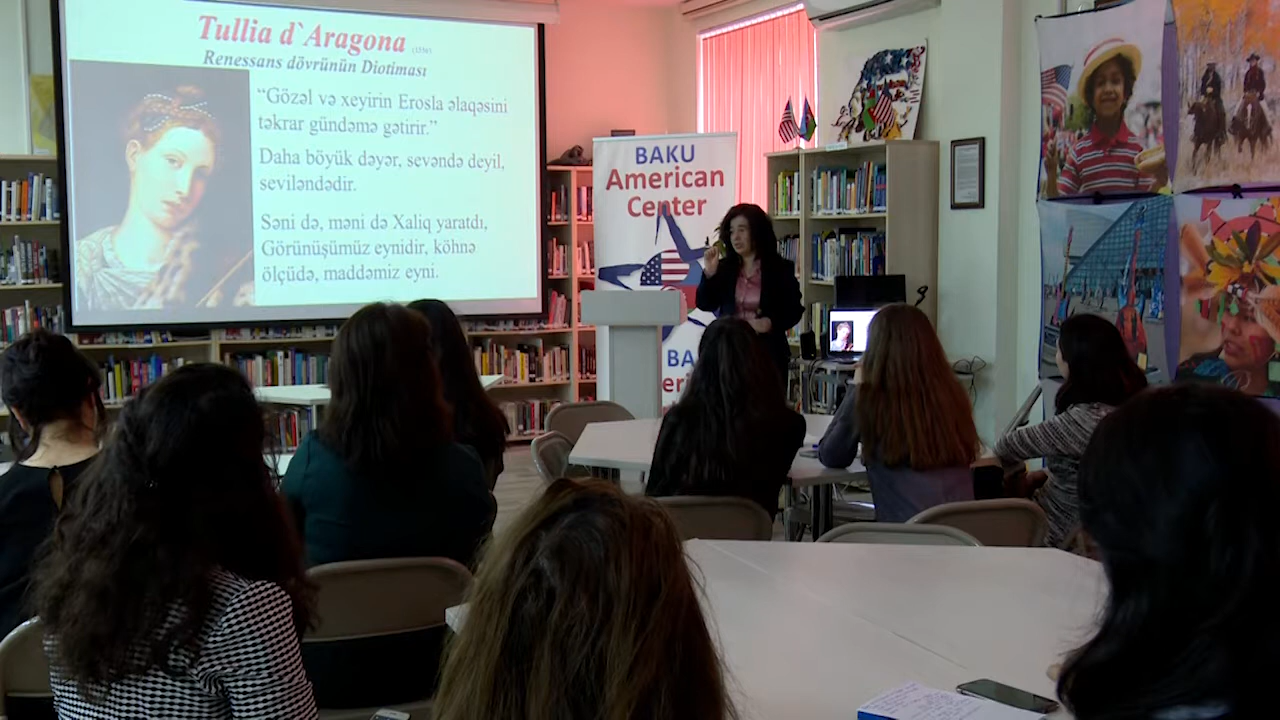 Tullia d`Aragona
Renessans dövrünün Diotiması
“Gözəl və xeyirin Erosla əlaqəsini
təkrar gündəmə gətirir.”
Daha böyük dəyər, sevəndə deyil,
seviləndədir.
Səni də, məni də Xaliq yaratdı,
Görünüşümüz eynidir, köhnə
ölçüdə, maddəmiz eyni.
BAKU
American
Center
BA